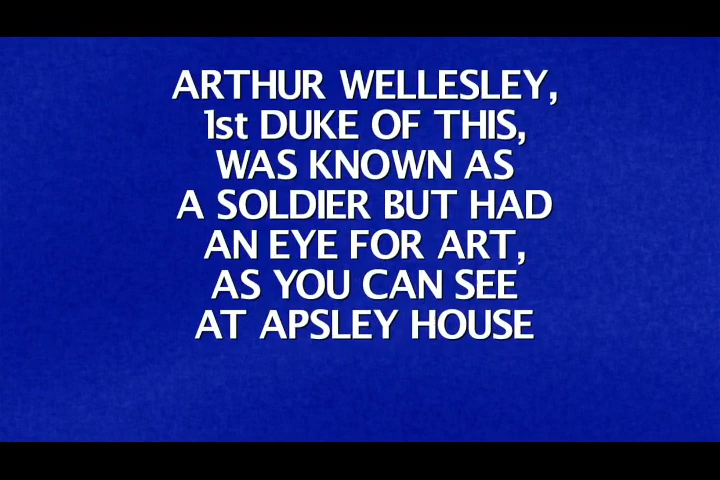 ARTHUR WELLESLEY,
1st DUKE OF THIS,
WAS KNOWN AS
A SOLDIER BUT HAD
AN EYE FOR ART,
AS YOU CAN SEE
AT APSLEY HOUSE